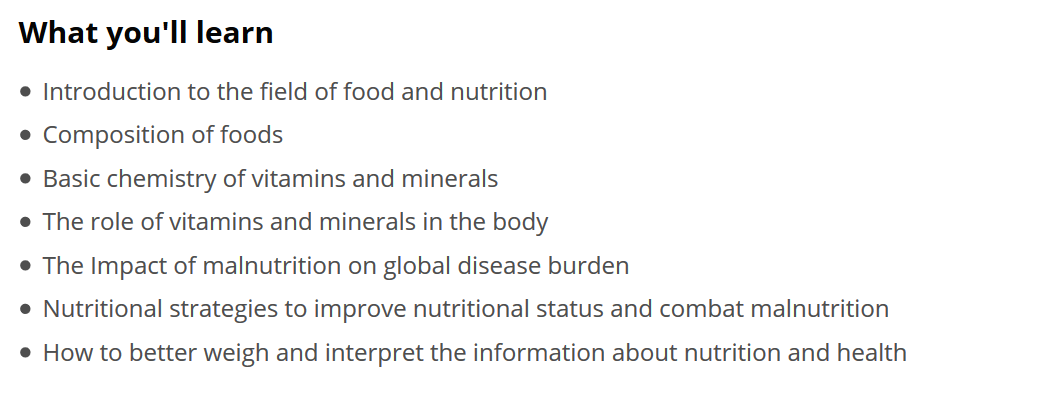 What you'll learn
• Introduction to the field of food and nutrition
• Composition of foods
• Basic chemistry of vitamins and minerals
• The role of vitamins and minerals in the body
• The Impact of malnutrition on global disease burden
• Nutritional strategies to improve nutritional status and combat malnutrition
• How to better weigh and interpret the information about nutrition and health